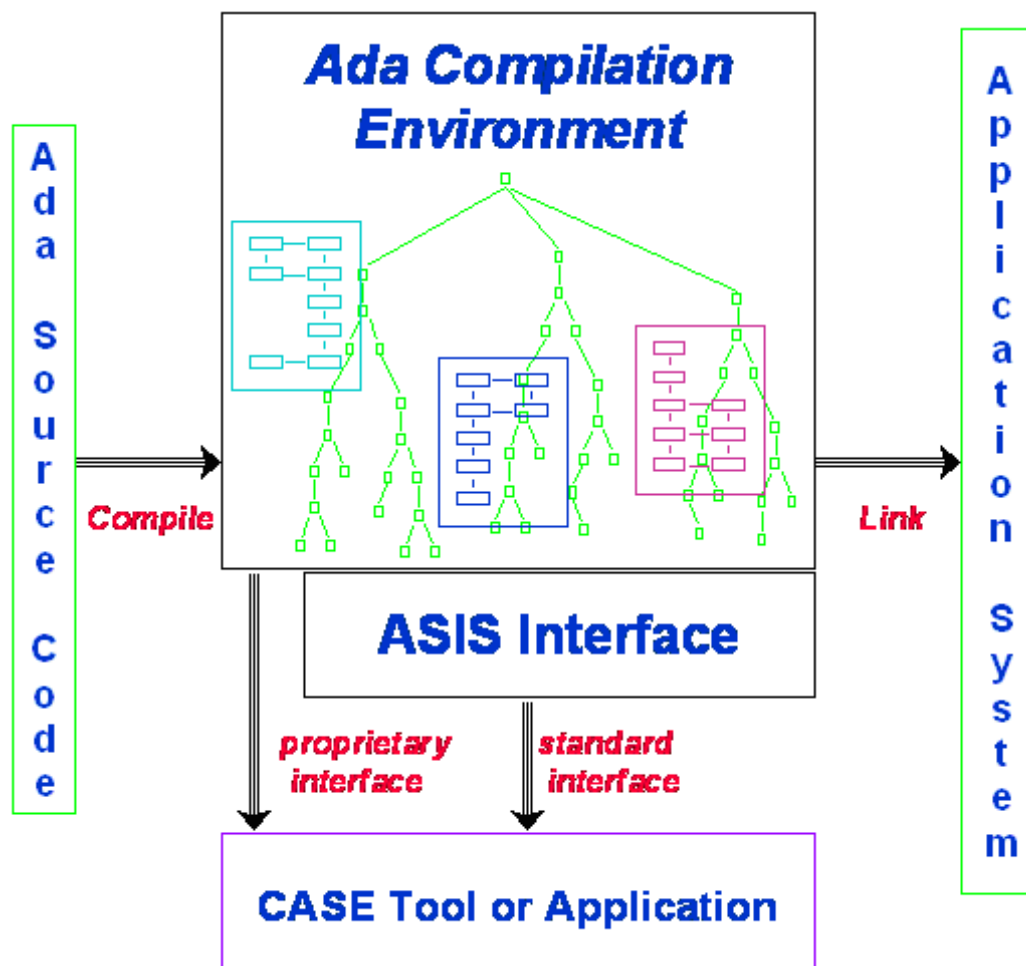 Ada Compilation
Environment
Ada Source Code
Compile
Application System
Link
ASIS Interface
proprietary
interface
standard
interface
CASE Tool or Application